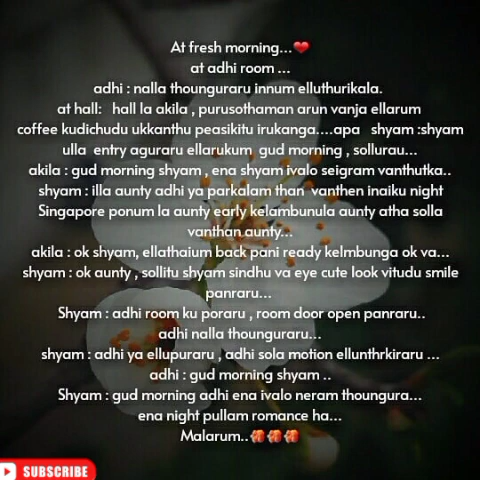 At fresh morning...❤
at adhi room ...
adhi : nalla thounguraru innum elluthurikala.
at hall:   hall la akila , purusothaman arun vanja ellarum
coffee kudichudu ukkanthu peasikitu irukanga....apa   shyam :shyam
ulla  entry aguraru ellarukum  gud morning , sollurau...
akila : gud morning shyam , ena shyam ivalo seigram vanthutka..
shyam : illa aunty adhi ya parkalam than  vanthen inaiku night
Singapore ponum la aunty early kelambunula aunty atha solla
vanthan aunty...
akila : ok shyam, ellathaium back pani ready kelmbunga ok va...
shyam : ok aunty , sollitu shyam sindhu va eye cute look vitudu smile
panraru...
Shyam : adhi room ku poraru , room door open panraru..
adhi nalla thounguraru...
shyam : adhi ya ellupuraru , adhi sola motion ellunthrkiraru ...
adhi : gud morning shyam ..
Shyam : gud morning adhi ena ivalo neram thoungura...
ena night pullam romance ha...
Malarum..
SUBSCRIBE